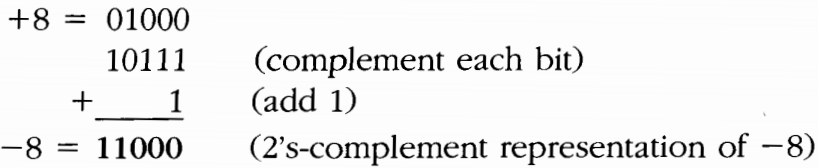 +8 = 01000
10111 (complement each bit)
+ 1 (add 1)
−8 = 11000 (2's-complement representation of −8)